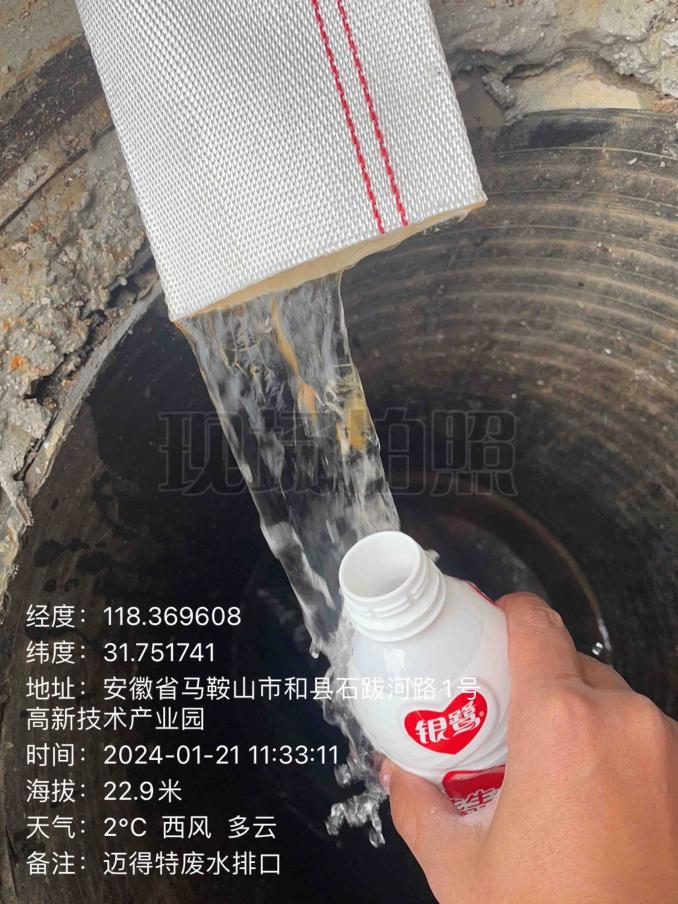 现场拍照
银鹭
经度：118.369608
纬度：31.751741
地址：安徽省马鞍山市和县石跋河路1号
高新技术产业园
时间：2024-01-21 11:33:11
海拔：22.9米
天气：2°C 西风 多云
备注：迈得特废水排口